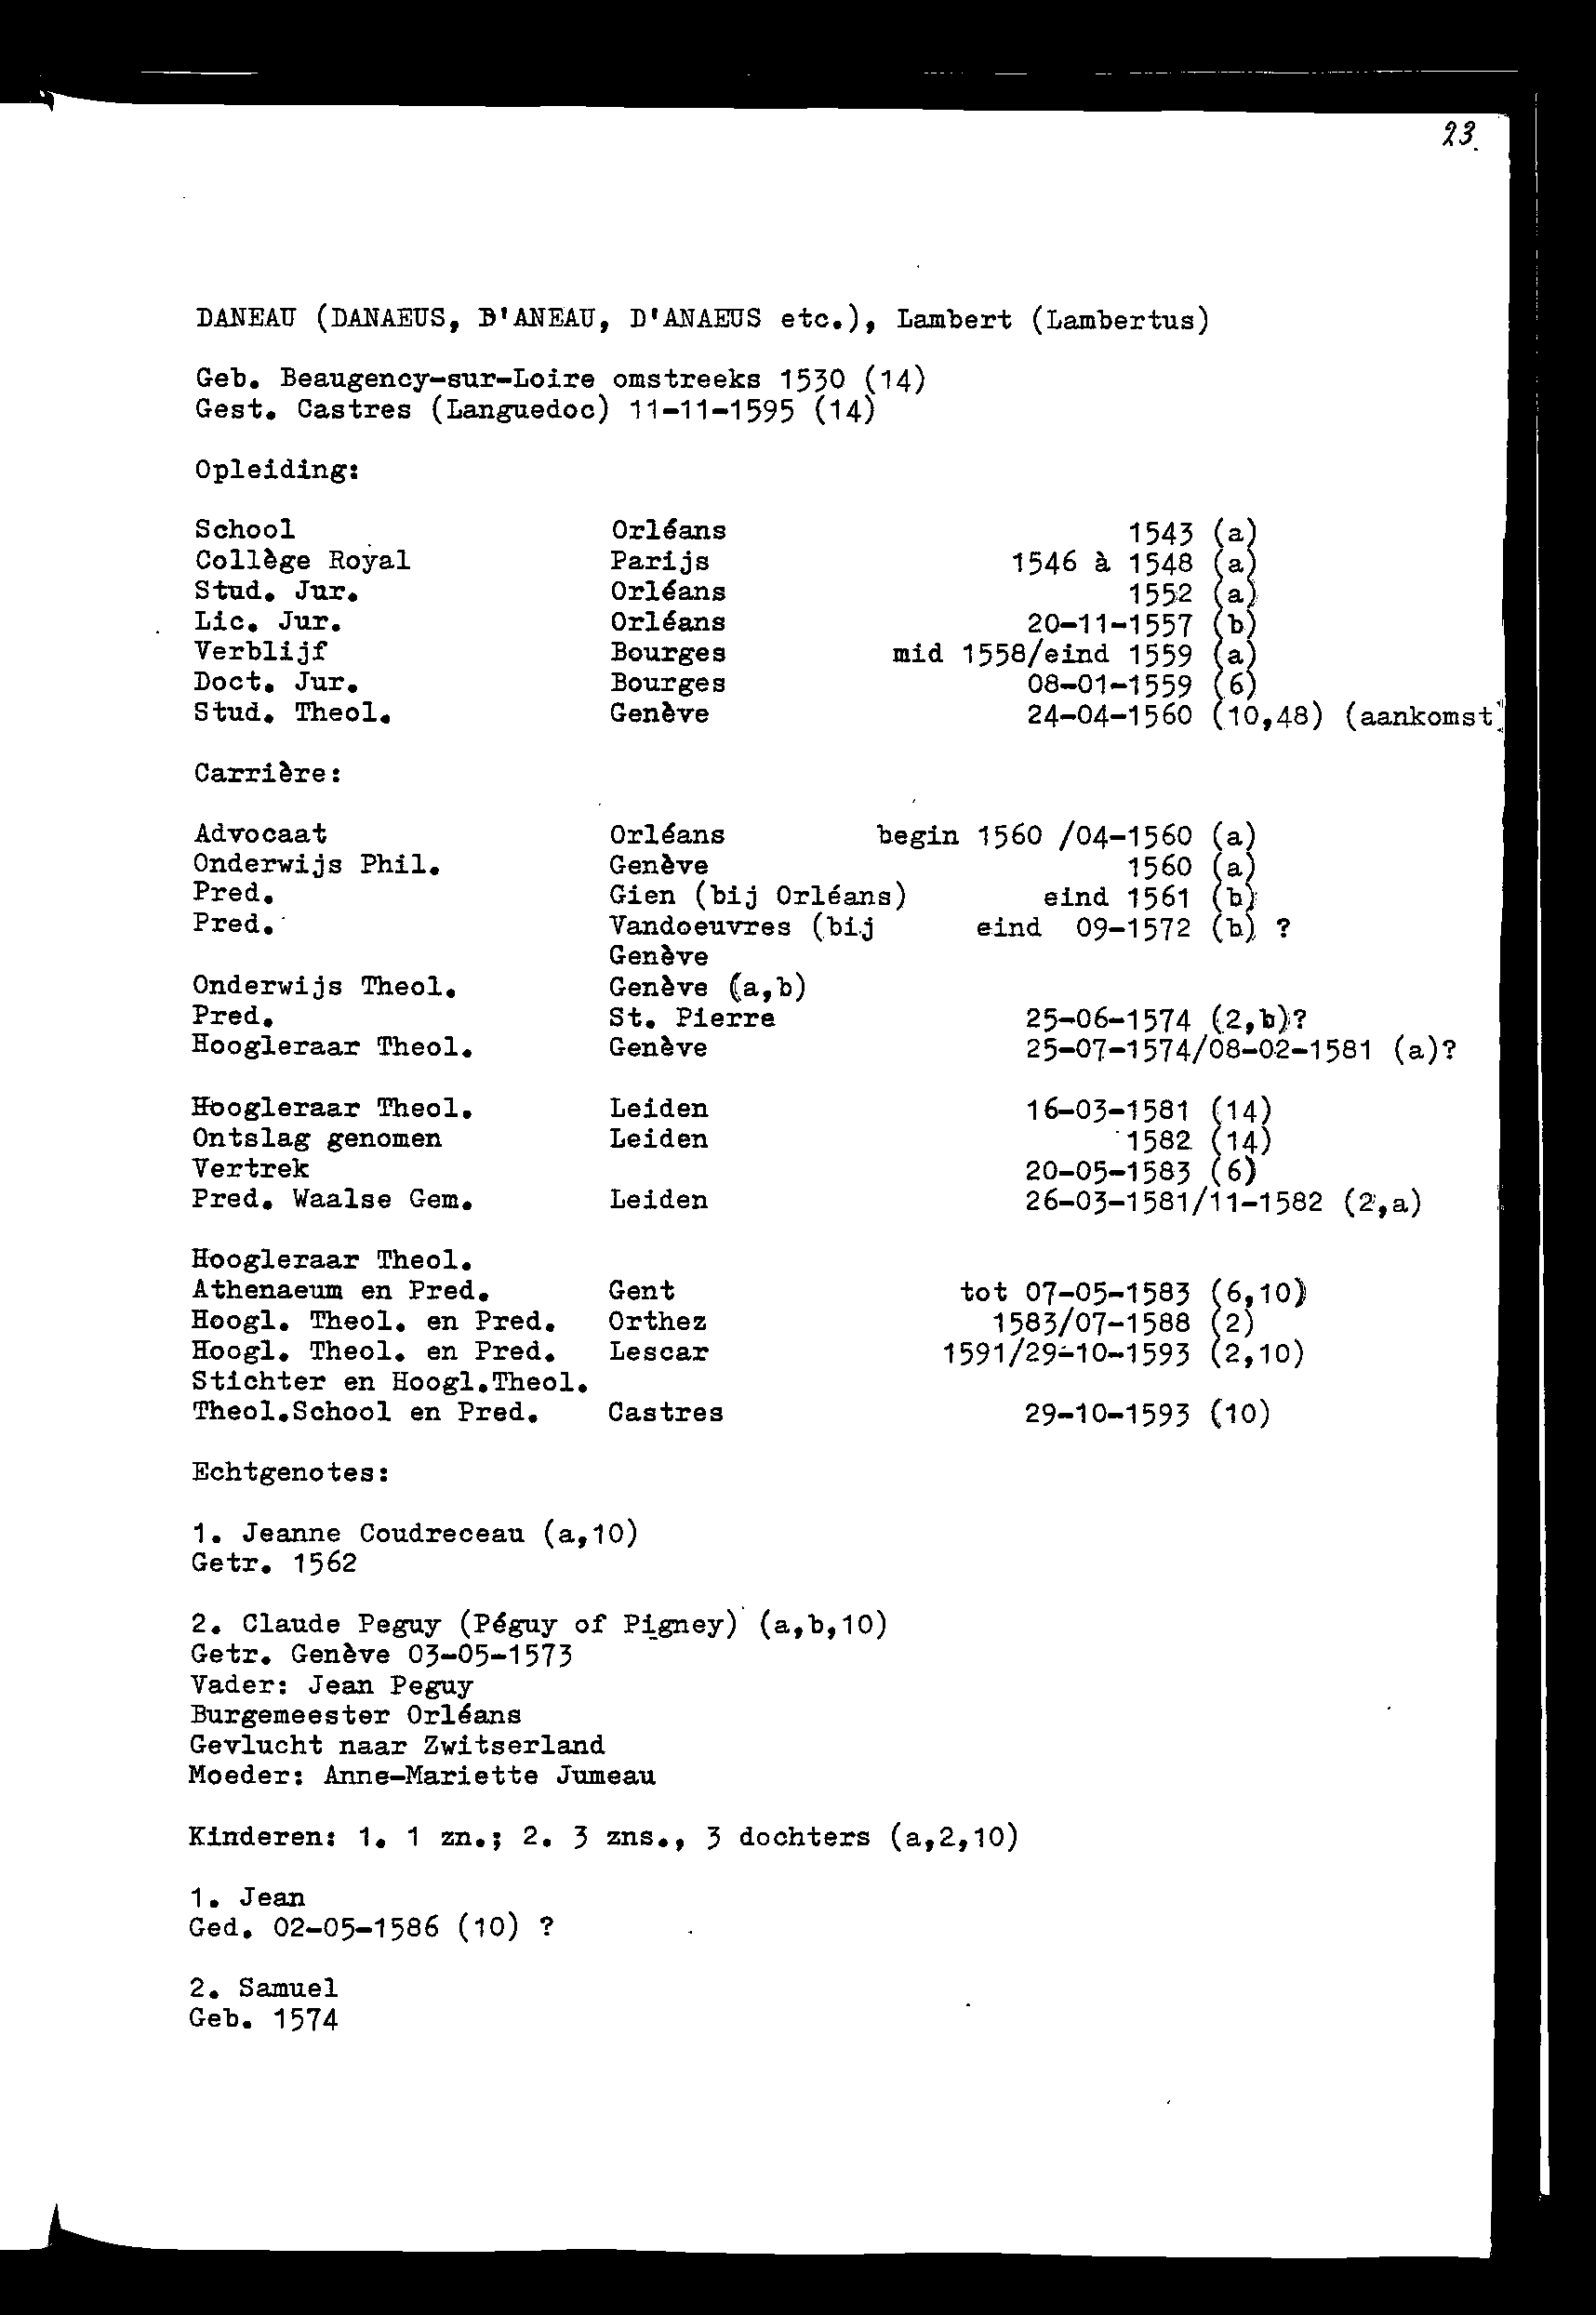 23.
DANEAU (DANAEUS, D'ANEAU, D'ANAEUS etc.), Lambert (Lambertus)
Geb. Beaugency-sur-Loire omstreeks 1530 (14)
Gest. Castres (Languedoc) 11-11-1595 (14)
Opleiding:
School Orléans 1543 (a)
Collège Royal Parijs 1546 à 1548 (a)
Stud. Jur. Orléans 1552 (a)
Lic. Jur. Orléans 20-11-1557 (b)
Verblijf Bourges mid 1558/eind 1559 (a)
Doct. Jur. Bourges 08-01-1559 (6)
Stud. Theol. Genève 24-04-1560 (10,48) (aankomst)
Carrière:
Advocaat Orléans begin 1560 /04-1560 (a)
Onderwijs Phil. Genève 1560 (a)
Pred. Gien (bij Orléans) eind 1561 (b)
Pred. Vandoeuvres (bij eind 09-1572 (b) ?
Genève
Onderwijs Theol. Genève (a,b)
Pred. St. Pierre 25-06-1574 (2,b)?
Hoogleraar Theol. Genève 25-07-1574/08-02-1581 (a)?
Hoogleraar Theol. Leiden 16-03-1581 (14)
Ontslag genomen Leiden 1582 (14)
Vertrek 20-05-1583 (6)
Pred. Waalse Gem. Leiden 26-03-1581/11-1582 (2,a)
Hoogleraar Theol.
Athenaeum en Pred. Gent tot 07-05-1583 (6,10)
Hoogl. Theol. en Pred. Orthez 1583/07-1588 (2)
Hoogl. Theol. en Pred. Lescar 1591/29-10-1593 (2,10)
Stichter en Hoogl.Theol.
Theol.School en Pred. Castres 29-10-1593 (10)
Echtgenotes:
1. Jeanne Coudreceau (a,10)
Getr. 1562
2. Claude Peguy (Péguy of Pigney) (a,b,10)
Getr. Genève 03-05-1573
Vader: Jean Peguy
Burgemeester Orléans
Gevlucht naar Zwitserland
Moeder: Anne-Mariette Jumeau
Kinderen: 1. 1 zn.; 2. 3 zns., 3 dochters (a,2,10)
1. Jean
Ged. 02-05-1586 (10) ?
2. Samuel
Geb. 1574